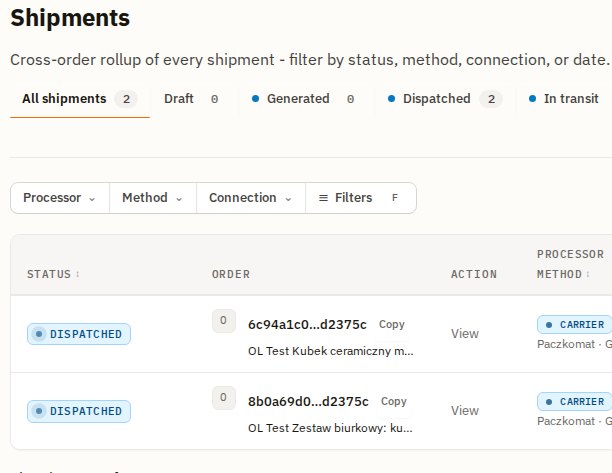 Shipments
Cross-order rollup of every shipment - filter by status, method, connection, or date.
All shipments 2 Draft 0 Generated 0 Dispatched 2 In transit
Processor Method Connection Filters F
PROCESSOR
STATUS ORDER ACTION METHOD
DISPATCHED 0 6c94a1c0...d2375c Copy View CARRIER
OL Test Kubek ceramiczny m... Paczkomat · G
DISPATCHED 0 8b0a69d0...d2375c Copy View CARRIER
OL Test Zestaw biurkowy: ku... Paczkomat · G